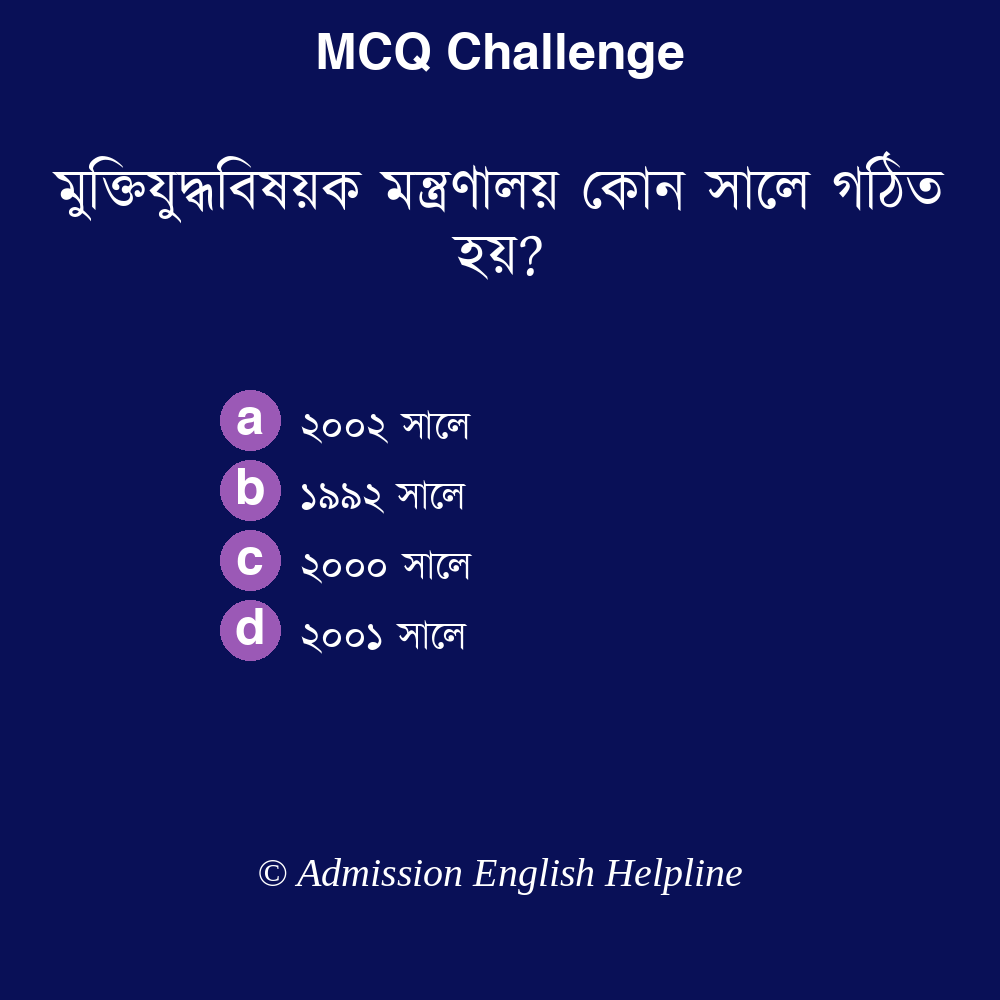 MCQ Challenge
মুক্তিযুদ্ধবিষয়ক মন্ত্রণালয় কোন সালে গঠিত
হয়?
a ২০০২ সালে
b ১৯৯২ সালে
c ২০০০ সালে
d ২০০১ সালে
© Admission English Helpline